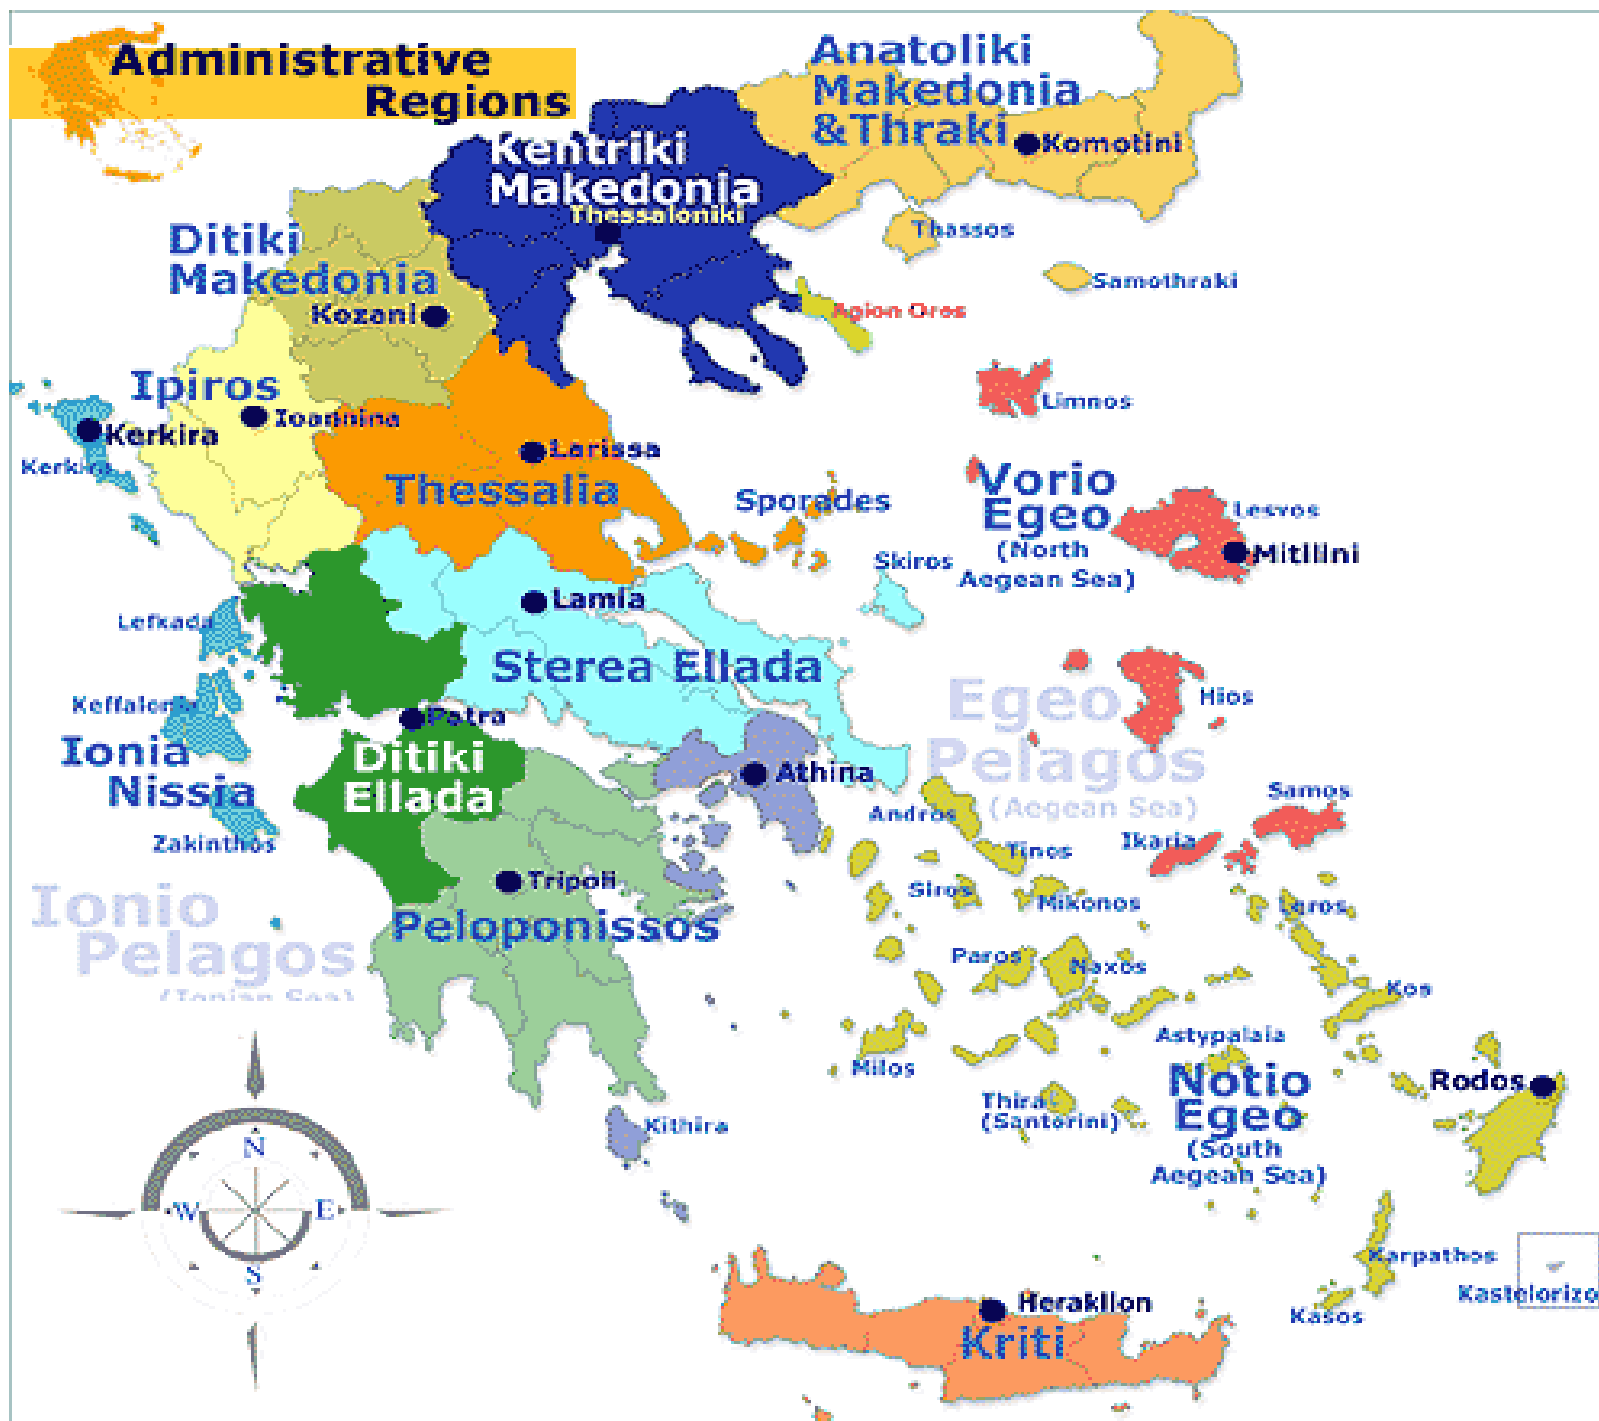 Administrative
Regions
Anatoliki
Makedonia
&Thraki
Komotini
Kentriki
Makedonia
Thessaloniki
Thassos
Samothraki
Ditiki
Makedonia
Kozani
Agion Oros
Ipiros
Ioannina
Kerkira
Kerkira
Limnos
Larissa
Thessalia
Sporades
Vorio
Egeo
(North
Aegean Sea)
Lesvos
Mitilini
Skiros
Lamia
Lefkada
Sterea Ellada
Egeo
Pelagos
(Aegean Sea)
Hios
Keffalonia
Patra
Ionia
Nissia
Ditiki
Ellada
Athina
Andros
Samos
Ikaria
Zakinthos
Tinos
Tripoli
Siros
Mikonos
Leros
Ionio
Pelagos
(Ionian Sea)
Peloponissos
Paros
Naxos
Kos
Astypalaia
Milos
Notio
Egeo
(South
Aegean Sea)
Rodos
Thira
(Santorini)
Kithira
N
W
E
S
Karpathos
Kastelorizo
Kasos
Heraklion
Kriti